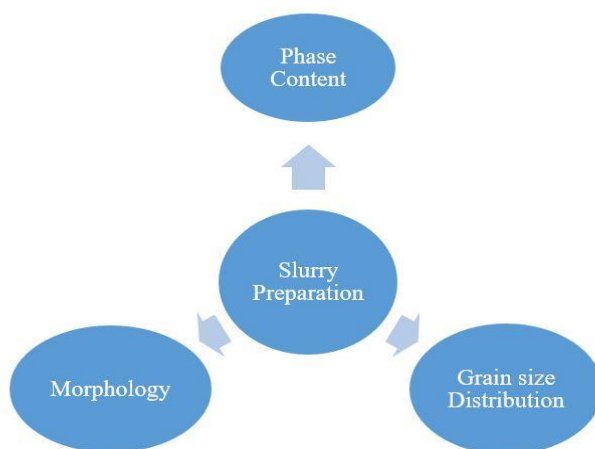 Phase
Content
Slurry
Preparation
Morphology
Grain size
Distribution